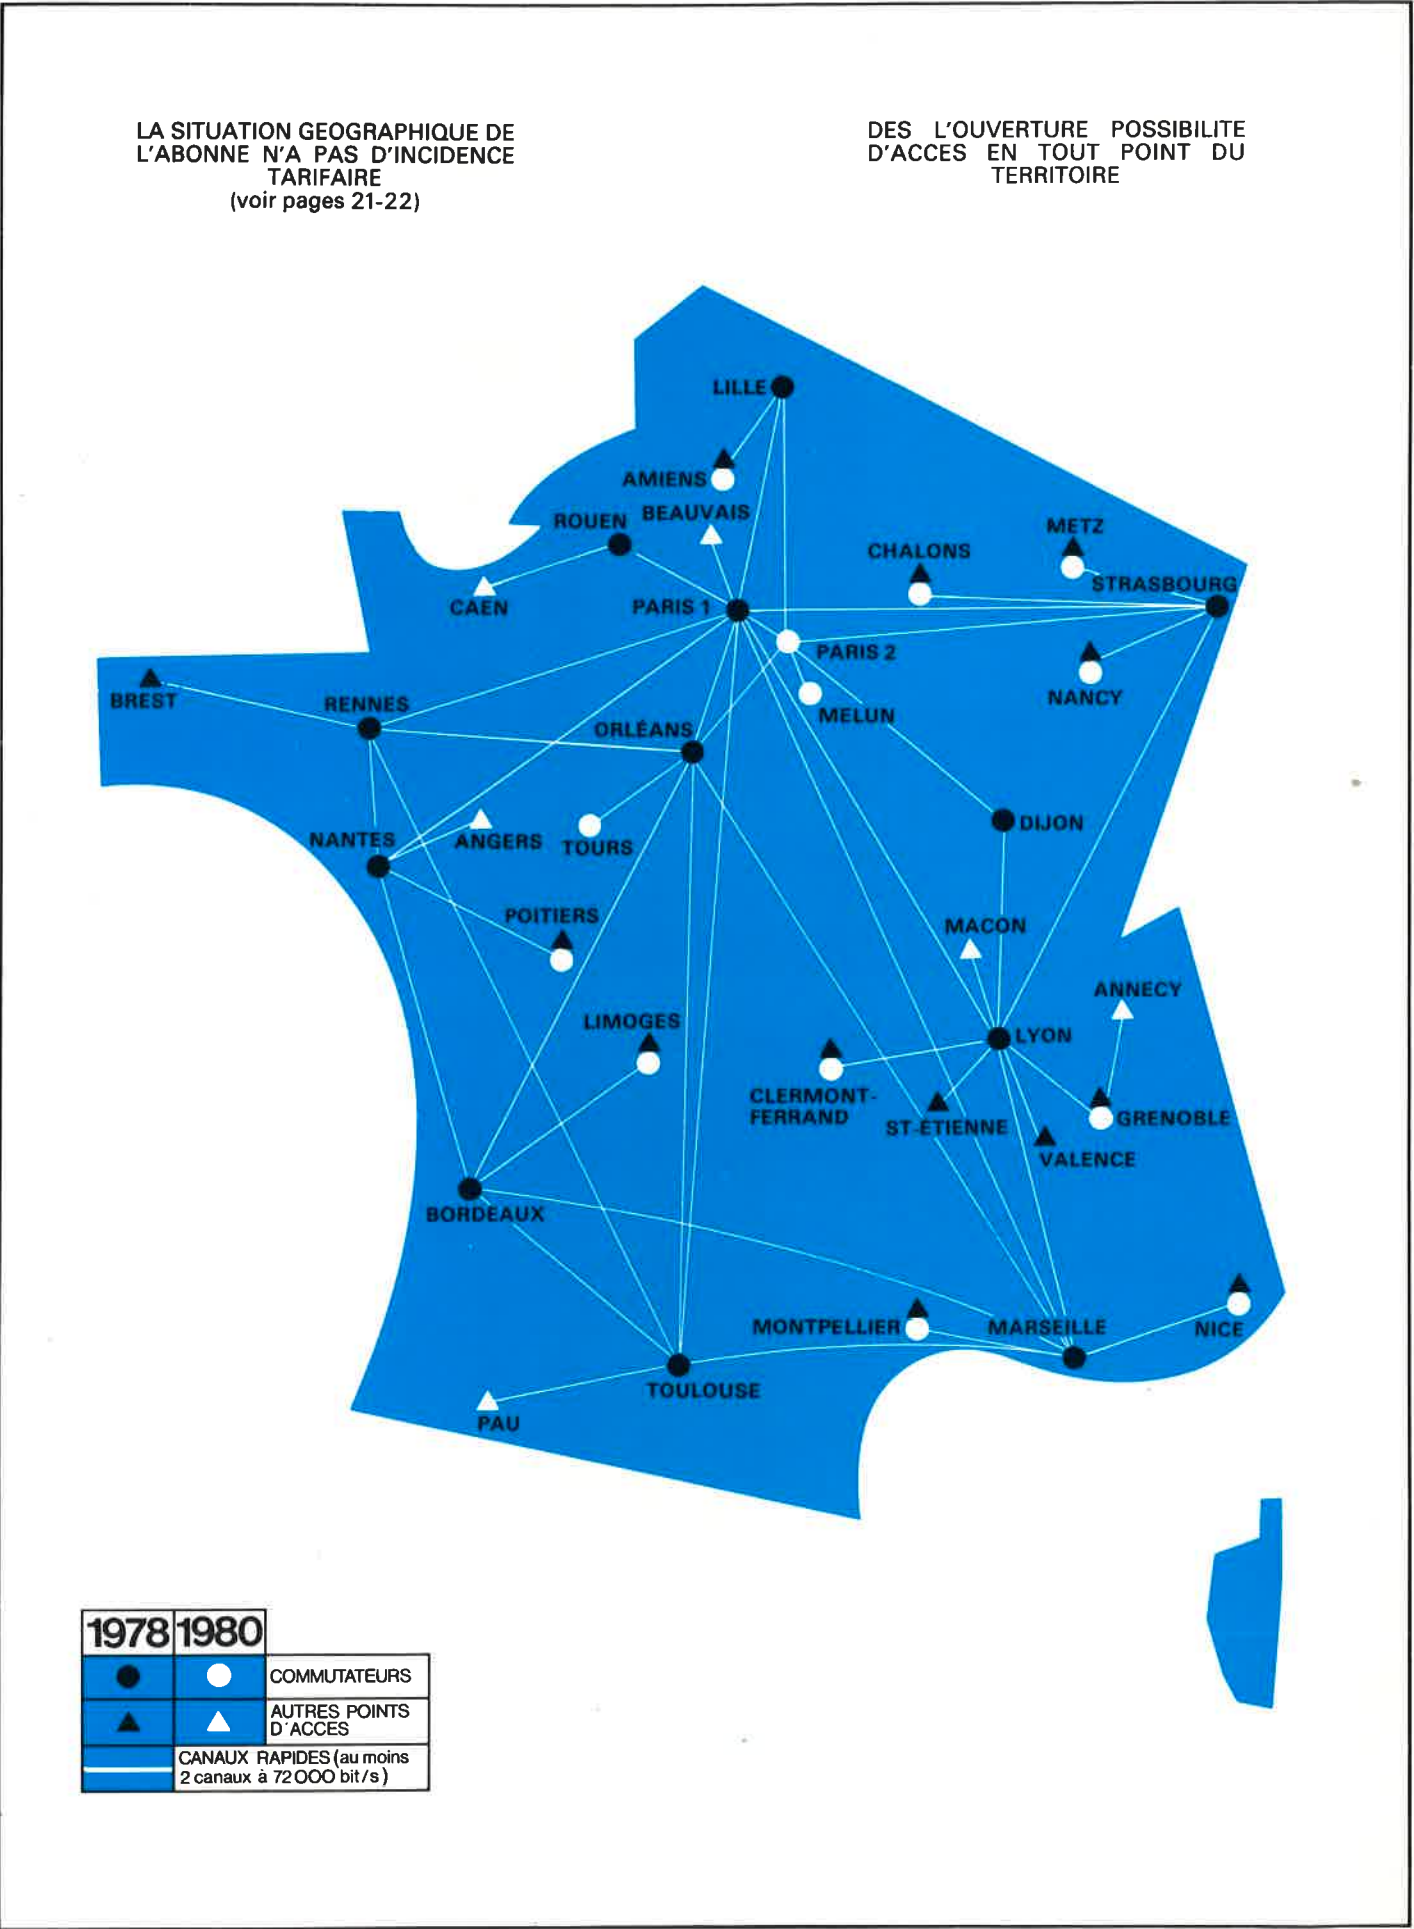 LA SITUATION GEOGRAPHIQUE DE
L'ABONNE N'A PAS D'INCIDENCE
TARIFAIRE
(voir pages 21-22)
DES L'OUVERTURE POSSIBILITE
D'ACCES EN TOUT POINT DU
TERRITOIRE
LILLE
AMIENS
BEAUVAIS
ROUEN
METZ
CHALONS
STRASBOURG
CAEN
PARIS 1
PARIS 2
BREST
RENNES
NANCY
MELUN
ORLÉANS
DIJON
NANTES
ANGERS
TOURS
POITIERS
MACON
ANNECY
LIMOGES
LYON
CLERMONT-
FERRAND
ST-ÉTIENNE
GRENOBLE
VALENCE
BORDEAUX
MONTPELLIER
MARSEILLE
NICE
TOULOUSE
PAU
1978 1980
COMMUTATEURS
AUTRES POINTS
D'ACCES
CANAUX RAPIDES (au moins
2 canaux à 72000 bit/s)